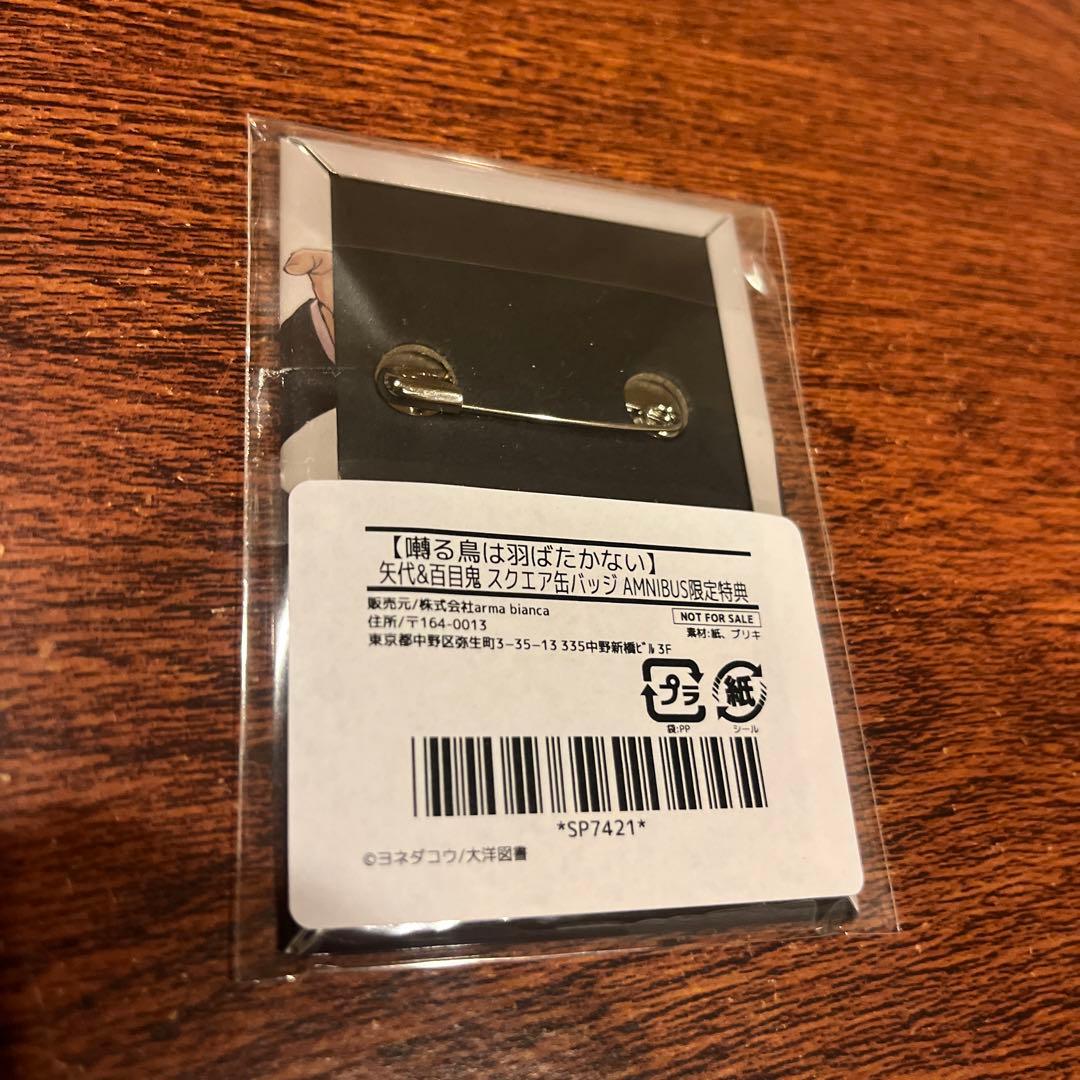 【囀る鳥は羽ばたかない】
矢代&百目鬼 スクエア缶バッジ AMNIBUS限定特典
販売元/株式会社arma bianca
NOT FOR SALE
住所/〒164-0013
素材:紙、ブリキ
東京都中野区弥生町3-35-13 335中野新橋ビル 3F
プラ
紙
袋:PP
シール
*SP7421*
©ヨネダコウ/大洋図書